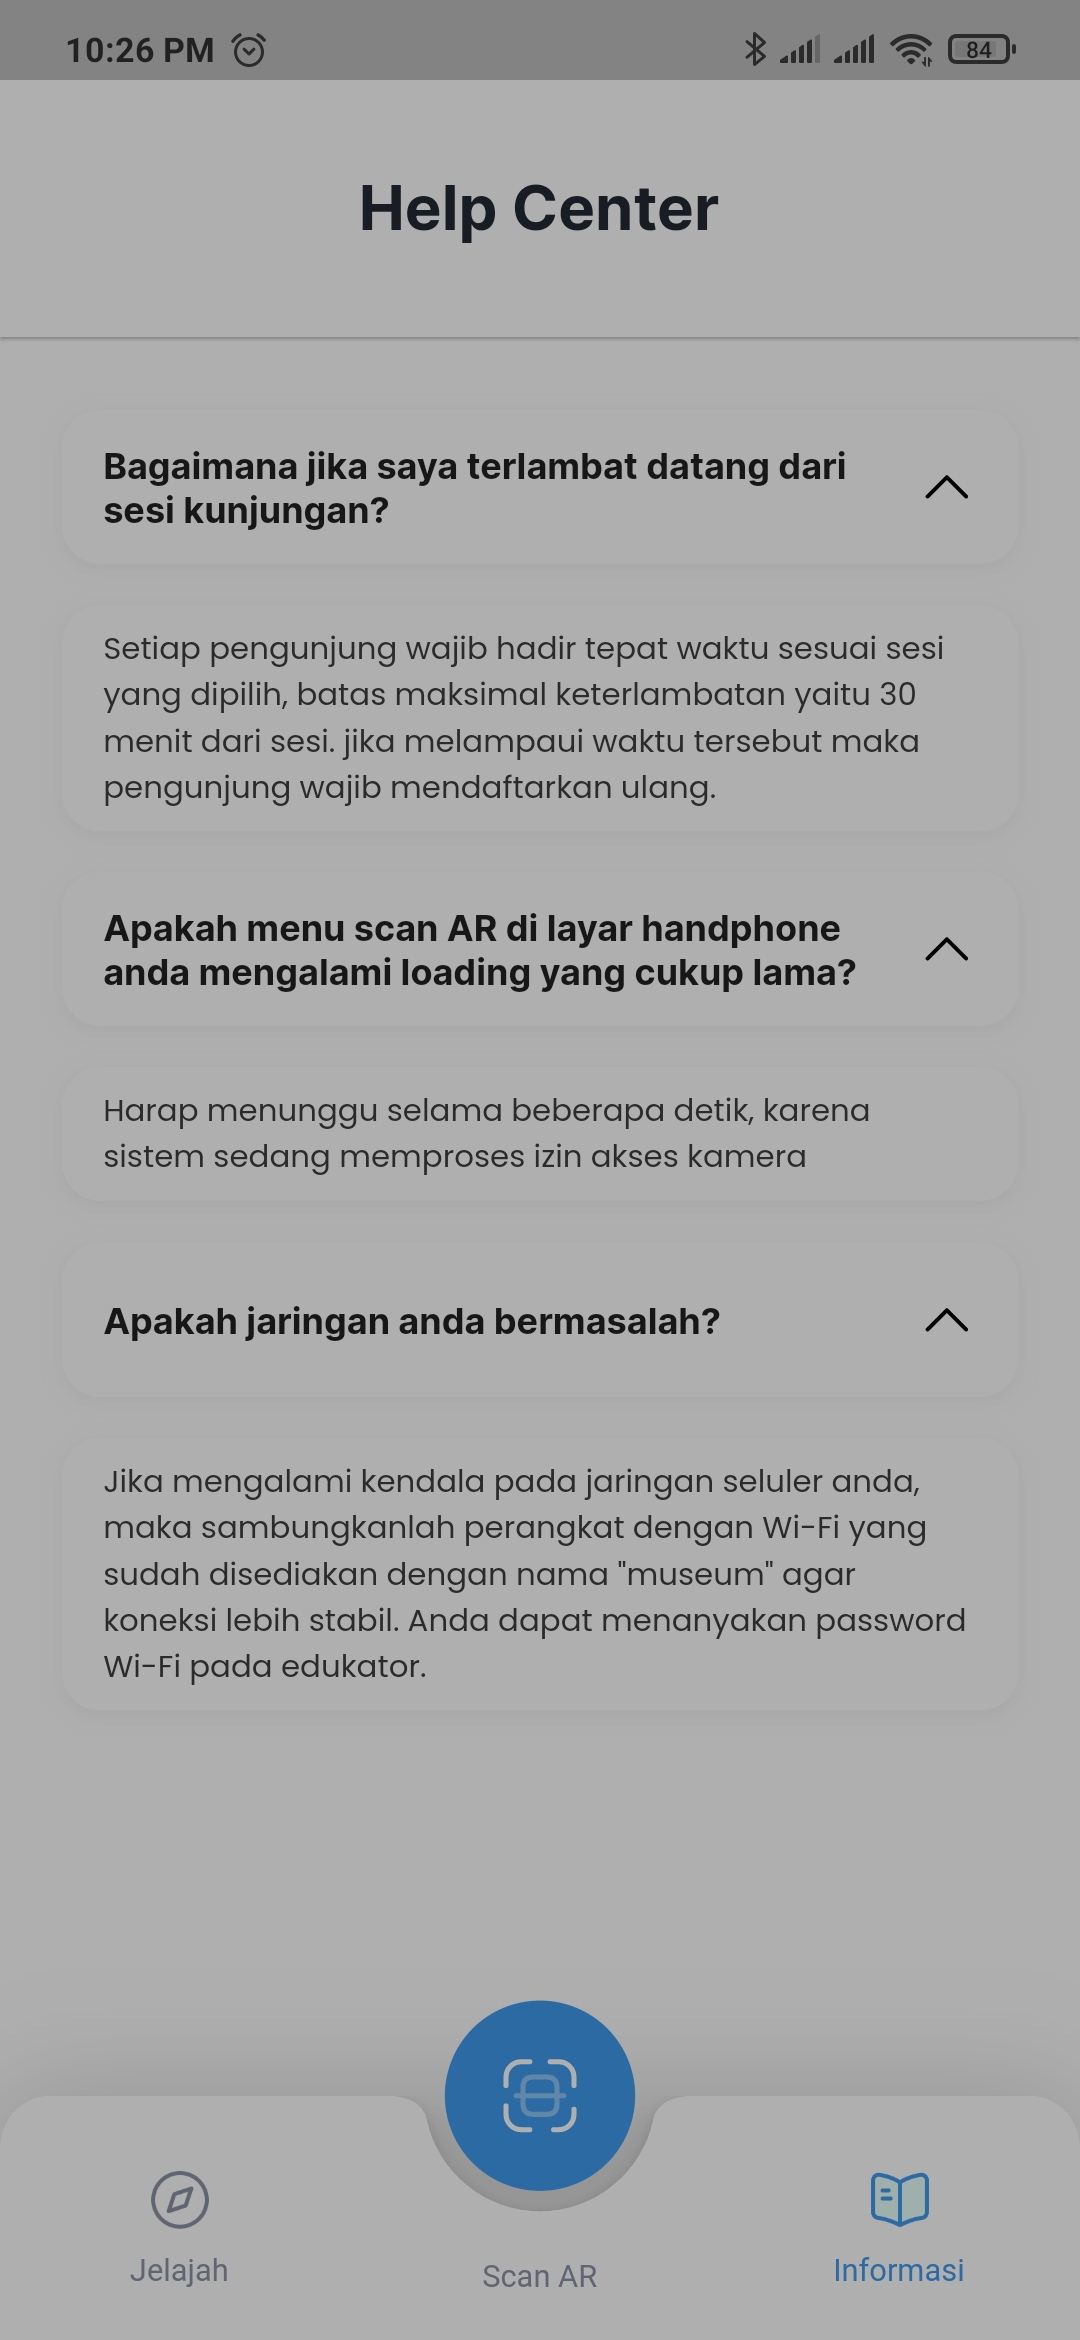 10:26 PM
84
Help Center
Bagaimana jika saya terlambat datang dari
sesi kunjungan?
Setiap pengunjung wajib hadir tepat waktu sesuai sesi
yang dipilih, batas maksimal keterlambatan yaitu 30
menit dari sesi. jika melampaui waktu tersebut maka
pengunjung wajib mendaftarkan ulang.
Apakah menu scan AR di layar handphone
anda mengalami loading yang cukup lama?
Harap menunggu selama beberapa detik, karena
sistem sedang memproses izin akses kamera
Apakah jaringan anda bermasalah?
Jika mengalami kendala pada jaringan seluler anda,
maka sambungkanlah perangkat dengan Wi-Fi yang
sudah disediakan dengan nama "museum" agar
koneksi lebih stabil. Anda dapat menanyakan password
Wi-Fi pada edukator.
Jelajah
Scan AR
Informasi